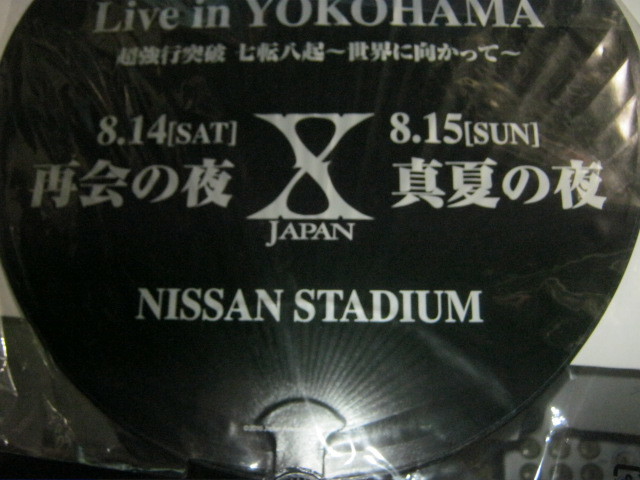 Live in YOKOHAMA
超強行突破 七転八起～世界に向かって～
8.14[SAT]
再会の夜
X
JAPAN
8.15[SUN]
真夏の夜
NISSAN STADIUM